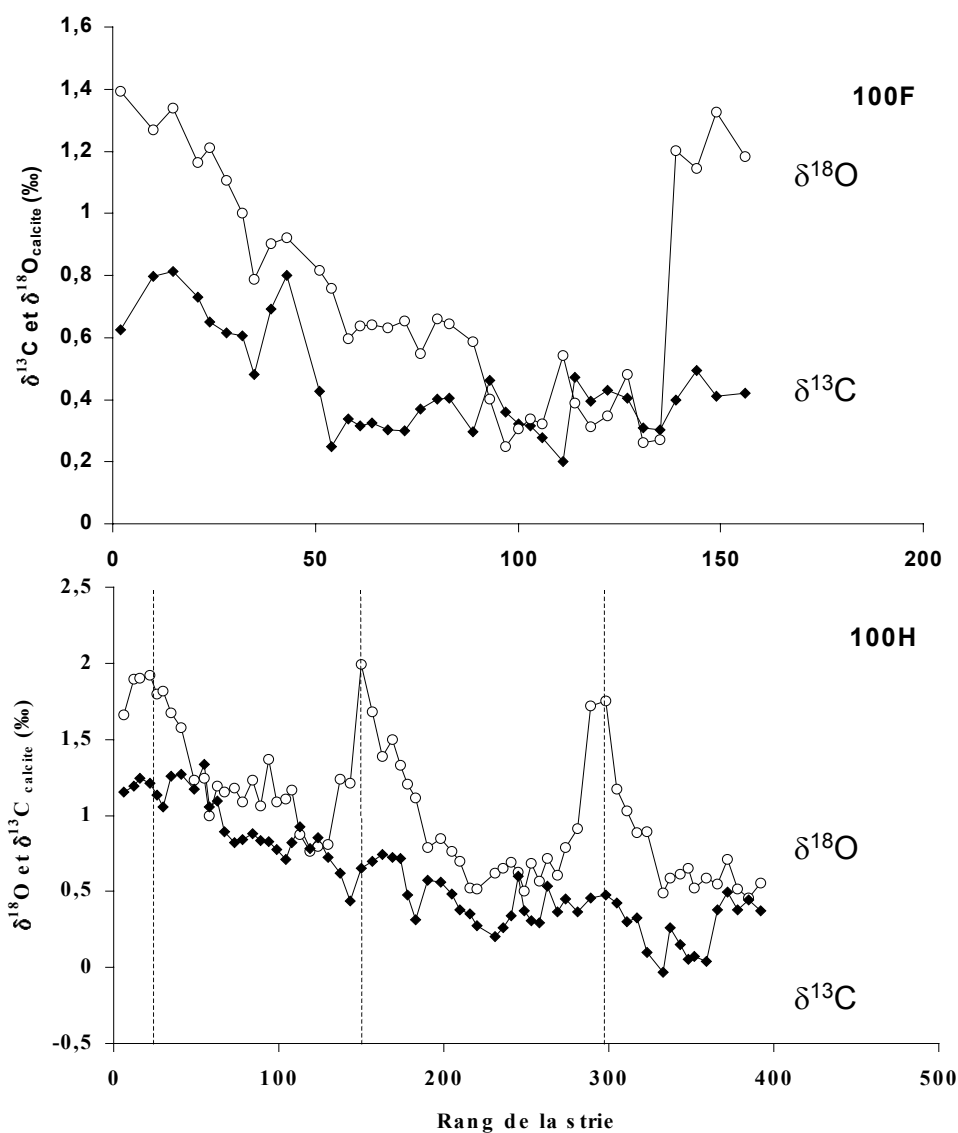 1,6
1,4
1,2
1
0,8
0,6
0,4
0,2
0
δ¹³C et δ¹⁸Ocalcite (‰)
100F
δ¹⁸O
δ¹³C
0 50 100 150 200
2,5
2
1,5
1
0,5
0
-0,5
δ¹⁸O et δ¹³C calcite (‰)
100H
δ¹⁸O
δ¹³C
0 100 200 300 400 500
Rang de la strie